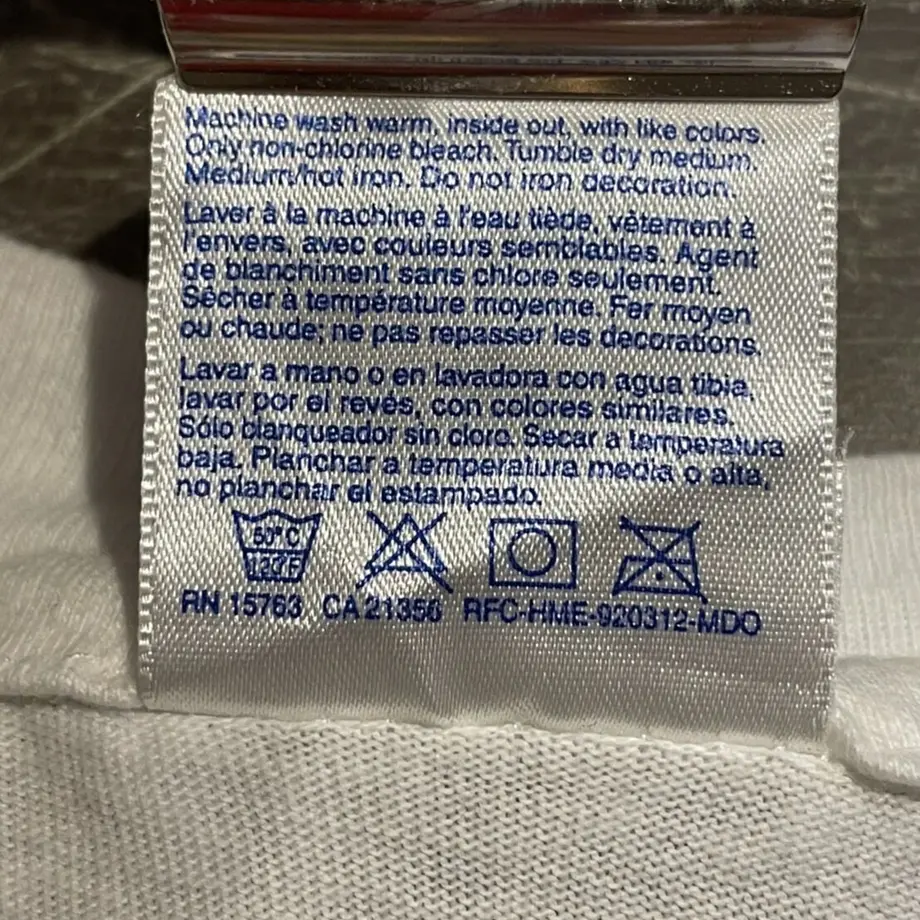 Machine wash warm, inside out, with like colors.
Only non-chlorine bleach. Tumble dry medium.
Medium/hot iron. Do not iron decoration.
Laver à la machine à l'eau tiède, vêtement à
l'envers, avec couleurs semblables. Agent
de blanchiment sans chlore seulement.
Sécher à température moyenne. Fer moyen
ou chaude; ne pas repasser les decorations.
Lavar a mano o en lavadora con agua tibia,
lavar por el revés, con colores similares.
Sólo blanqueador sin cloro. Secar a temperatura
baja. Planchar a temperatura media o alta,
no planchar el estampado.
50°C
120°F
RN 15763 CA 21356 RFC-HME-920312-MDO